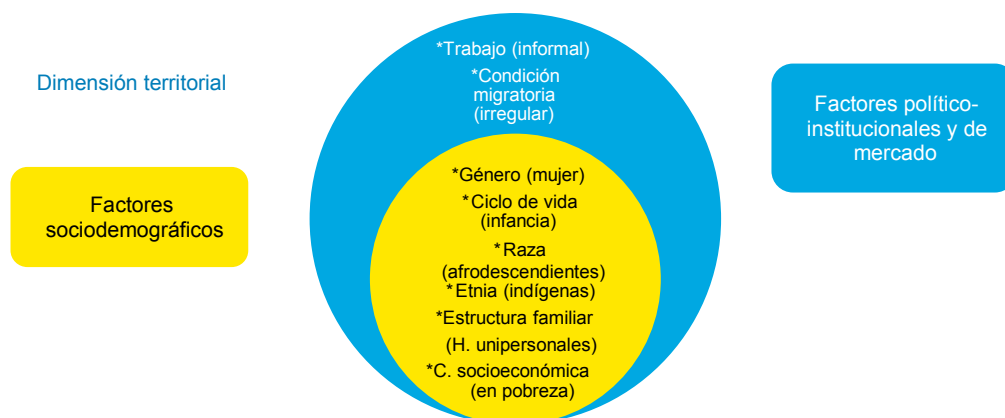 Dimensión territorial
Factores
sociodemográficos
*Trabajo (informal)
*Condición
migratoria
(irregular)
*Género (mujer)
*Ciclo de vida
(infancia)
*Raza
(afrodescendientes)
*Etnia (indígenas)
*Estructura familiar
(H. unipersonales)
*C. socioeconómica
(en pobreza)
Factores político-
institucionales y de
mercado